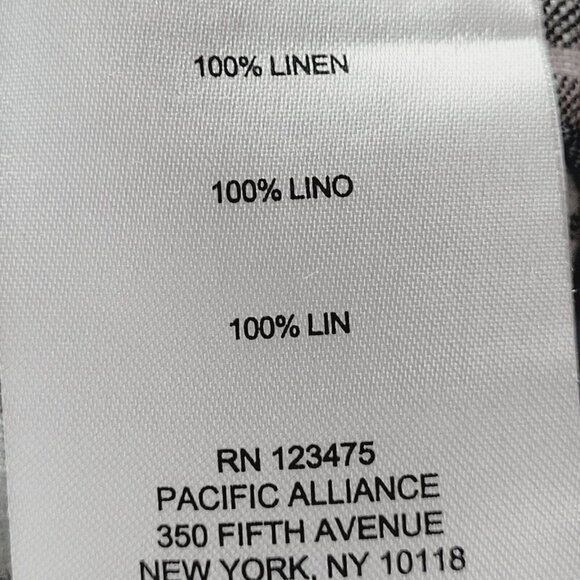 100% LINEN
100% LINO
100% LIN
RN 123475
PACIFIC ALLIANCE
350 FIFTH AVENUE
NEW YORK, NY 10118